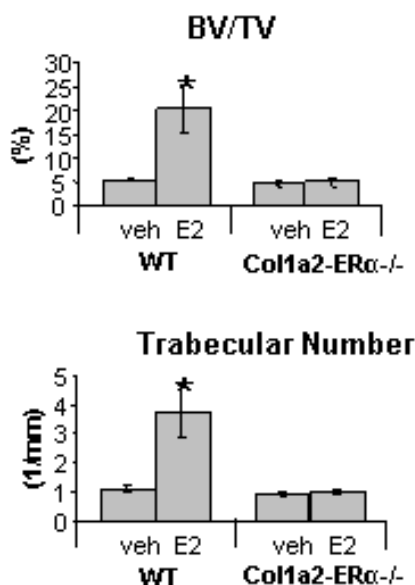 BV/TV
30
25
20
15
10
5
0
(%)
*
veh E2 veh E2
WT Col1a2-ERα-/-
Trabecular Number
5
4
3
2
1
0
(1/mm)
*
veh E2 veh E2
WT Col1a2-ERα-/-